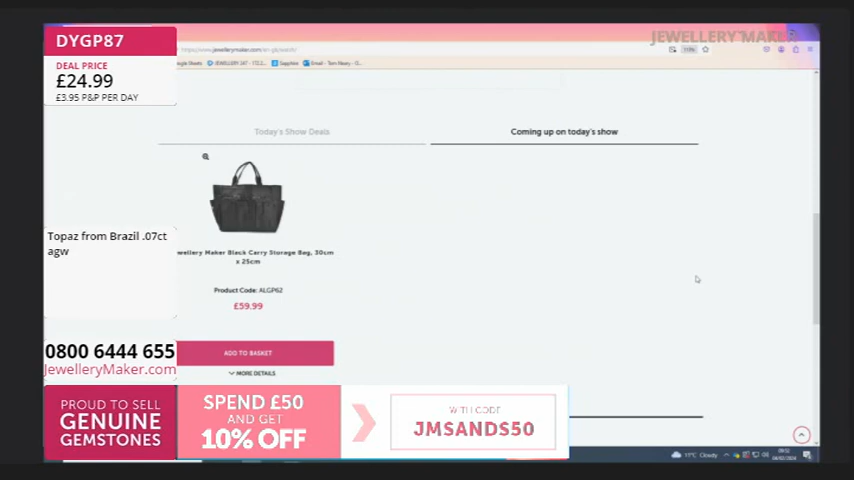 DYGP87
JEWELLERY MAKER
DEAL PRICE
£24.99
£3.95 P&P PER DAY
Today's Show Deals
Coming up on today's show
Topaz from Brazil .07ct
agw
ewellery Maker Black Carry Storage Bag, 30cm
x 25cm
Product Code: ALGP62
£59.99
0800 6444 655
JewelleryMaker.com
ADD TO BASKET
MORE DETAILS
PROUD TO SELL
GENUINE
GEMSTONES
SPEND £50
AND GET
10% OFF
WITH CODE
JMSANDS50
11°C Cloudy